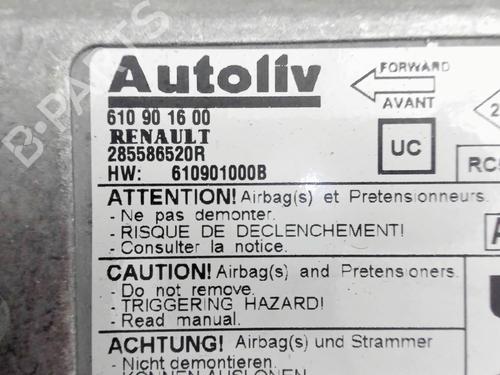 Autoliv
FORWARD
AVANT
610 90 16 00
RENAULT
285586520R
HW: 610901000B
UC
ATTENTION! Airbag(s) et Pretensionneurs.
- Ne pas demonter.
- RISQUE DE DECLENCHEMENT!
- Consulter la notice.
CAUTION! Airbag(s) and Pretensioners.
- Do not remove.
- TRIGGERING HAZARD!
- Read manual.
ACHTUNG! Airbag(s) und Strammer
- Nicht demontieren.
- KÖNNEN AUSLÖSEN
B-PARTS